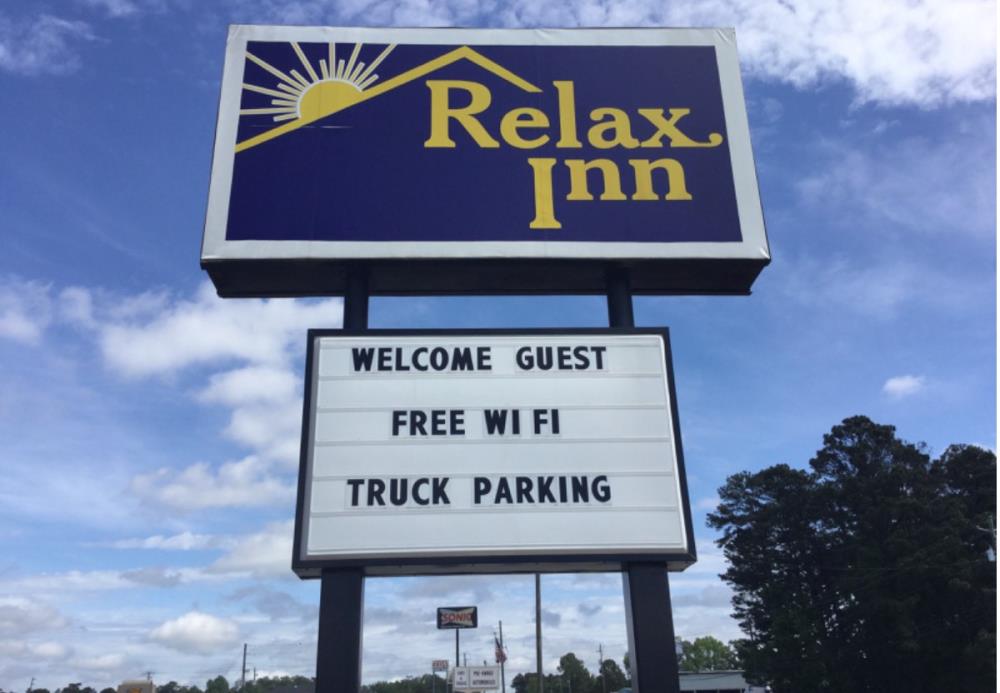 Relax
Inn
WELCOME GUEST
FREE WI FI
TRUCK PARKING
SONIC